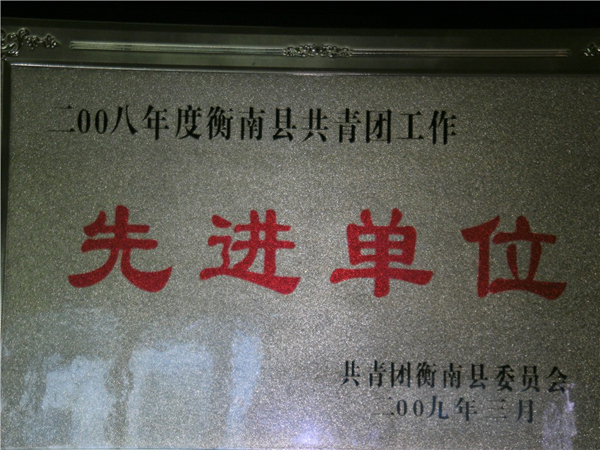 二00八年度衡南县共青团工作
先进单位
共青团衡南县委员会
二00九年三月